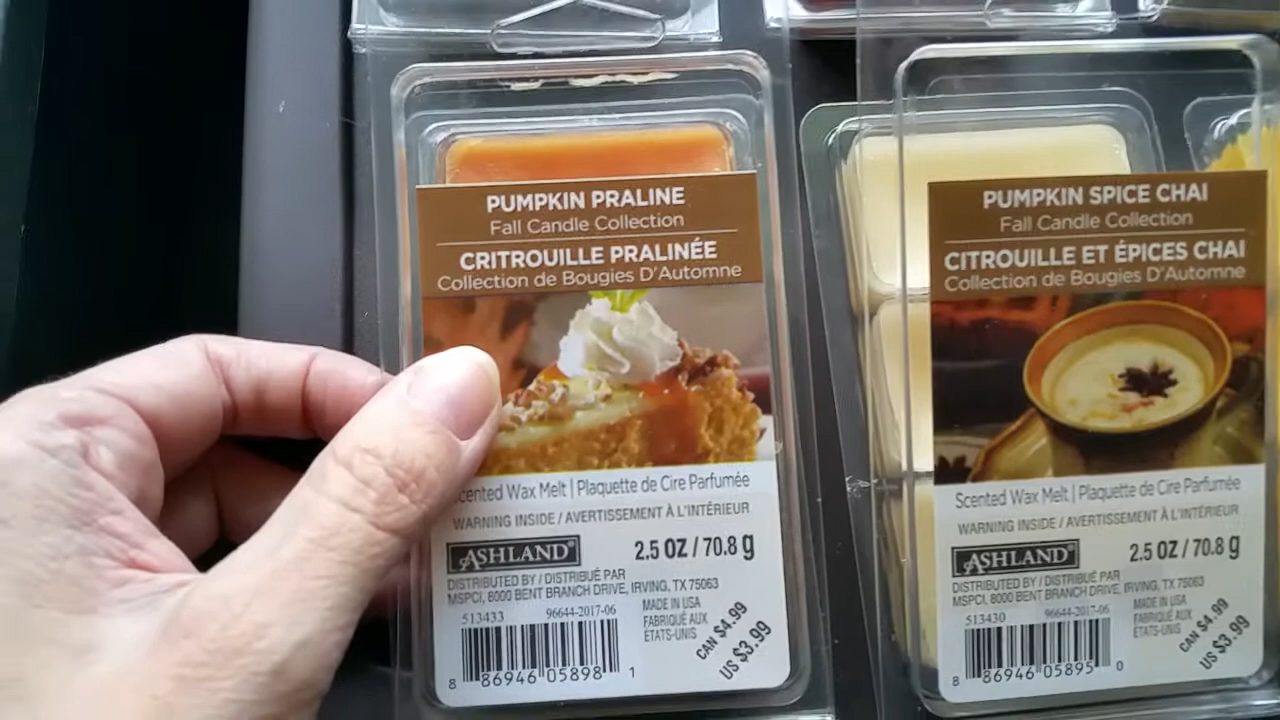 PUMPKIN PRALINE
Fall Candle Collection
CRITROUILLE PRALINÉE
Collection de Bougies D'Automne
cented Wax Melt | Plaquette de Cire Parfumée
WARNING INSIDE / AVERTISSEMENT À L'INTÉRIEUR
ASHLAND
2.5 OZ / 70.8 g
DISTRIBUTED BY / DISTRIBUÉ PAR
MSPCI, 8000 BENT BRANCH DRIVE, IRVING, TX 75063
513433 96644-2017-06
MADE IN USA
FABRIQUÉ AUX
ÉTATS-UNIS
CAN $4.99
US $3.99
8 86946 05898 1
PUMPKIN SPICE CHAI
Fall Candle Collection
CITROUILLE ET ÉPICES CHAI
Collection de Bougies D'Automne
Scented Wax Melt | Plaquette de Cire Parfumée
WARNING INSIDE / AVERTISSEMENT À L'INTÉRIEUR
ASHLAND
2.5 OZ / 70.8 g
DISTRIBUTED BY / DISTRIBUÉ PAR
MSPCI, 8000 BENT BRANCH DRIVE, IRVING, TX 75063
513430 96644-2017-06
MADE IN USA
FABRIQUÉ AUX
ÉTATS-UNIS
CAN $4.99
US $3.99
8 86946 05895 0